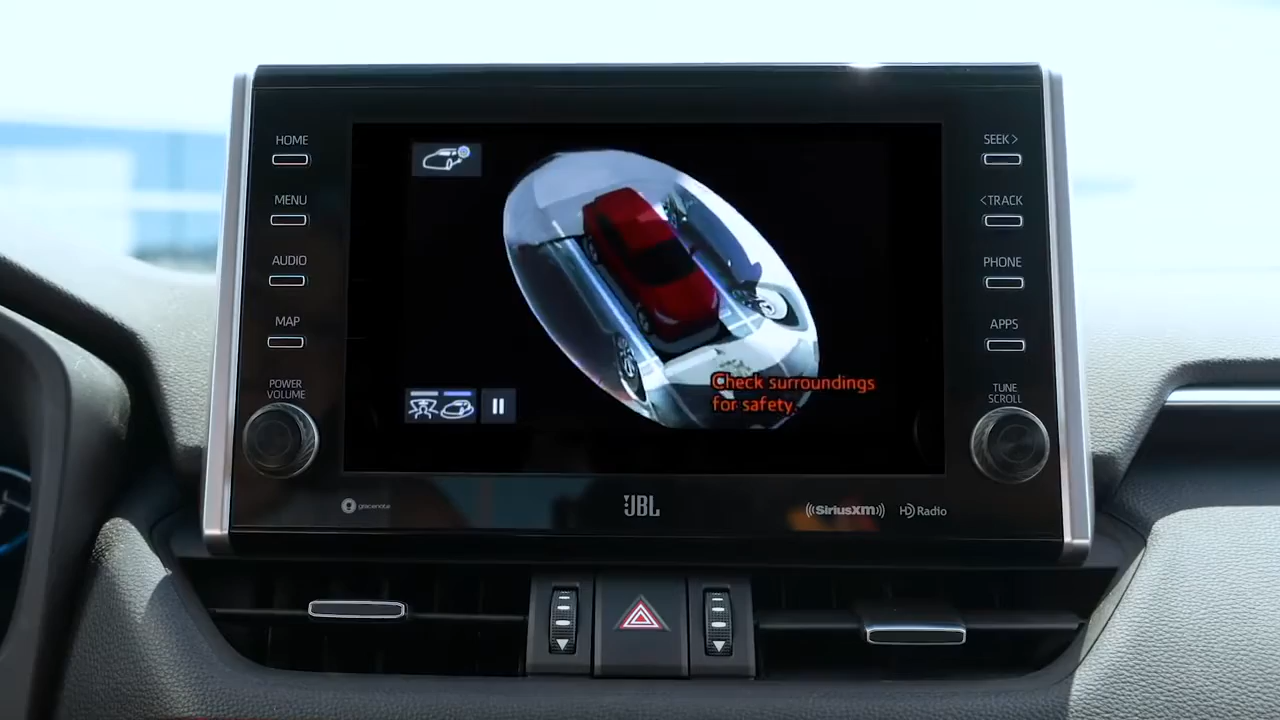 HOME
MENU
AUDIO
MAP
POWER
VOLUME
SEEK>
<TRACK
PHONE
APPS
TUNE
SCROLL
Check surroundings
for safety.
gracenote
JBL
((SiriusXM))
HD Radio